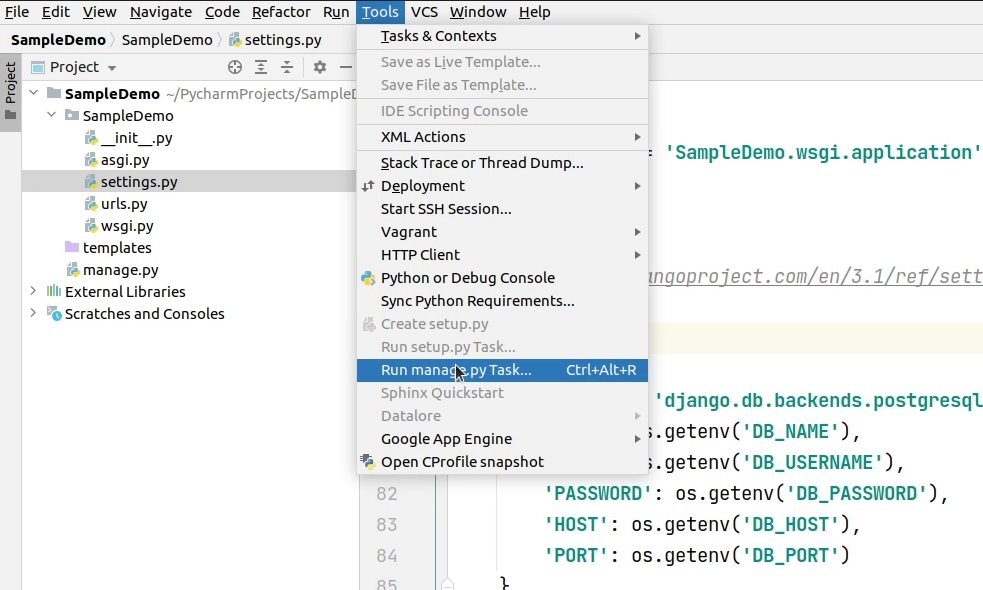 File Edit View Navigate Code Refactor Run Tools VCS Window Help
SampleDemo SampleDemo settings.py
Project
Project
SampleDemo ~/PycharmProjects/SampleD
SampleDemo
__init__.py
asgi.py
settings.py
urls.py
wsgi.py
templates
manage.py
External Libraries
Scratches and Consoles
Tasks & Contexts
Save as Live Template...
Save File as Template...
IDE Scripting Console
XML Actions
Stack Trace or Thread Dump...
Deployment
Start SSH Session...
Vagrant
HTTP Client
Python or Debug Console
Sync Python Requirements...
Create setup.py
Run setup.py Task...
Run manage.py Task... Ctrl+Alt+R
Sphinx Quickstart
Datalore
Google App Engine
Open CProfile snapshot
= 'SampleDemo.wsgi.application'
angoproject.com/en/3.1/ref/sett
'django.db.backends.postgresql
s.getenv('DB_NAME'),
s.getenv('DB_USERNAME'),
82 'PASSWORD': os.getenv('DB_PASSWORD'),
83 'HOST': os.getenv('DB_HOST'),
84 'PORT': os.getenv('DB_PORT')
85 }